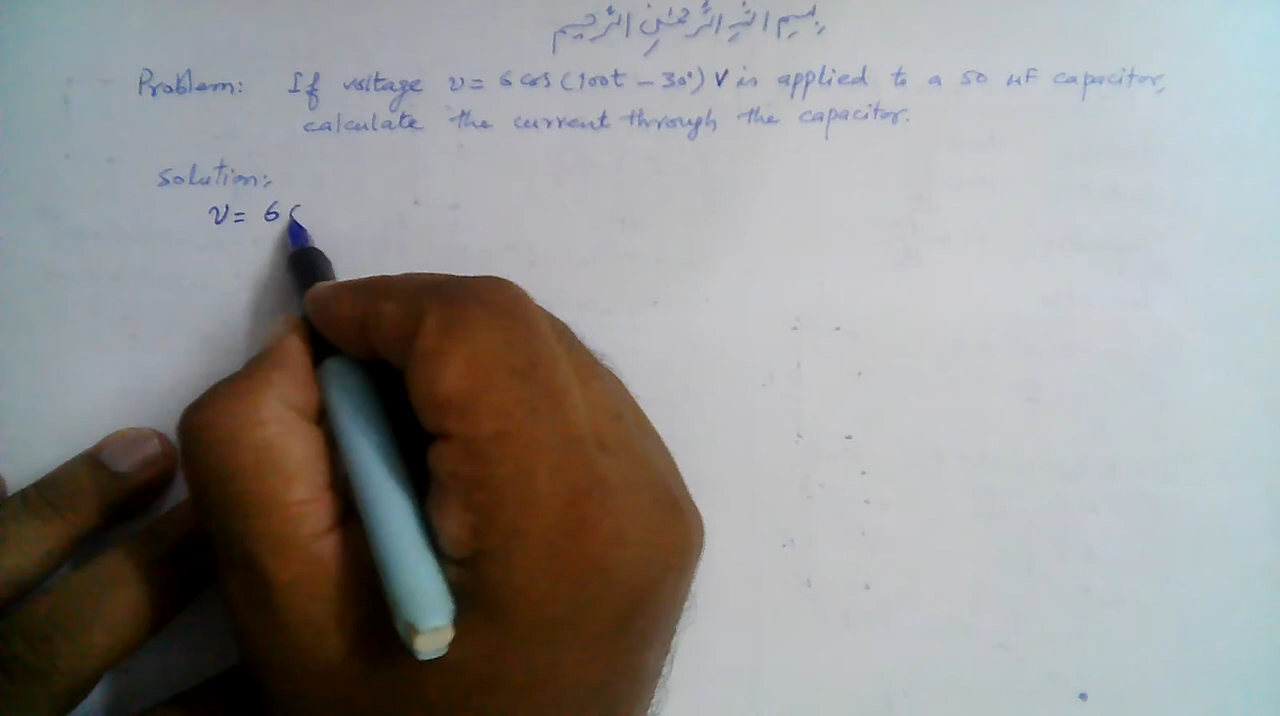 بسم الله الرحمن الرحيم
Problem: If voltage v = 6 cos (100t - 30°) V is applied to a 50 μF capacitor,
calculate the current through the capacitor.
Solution:
v = 6 c